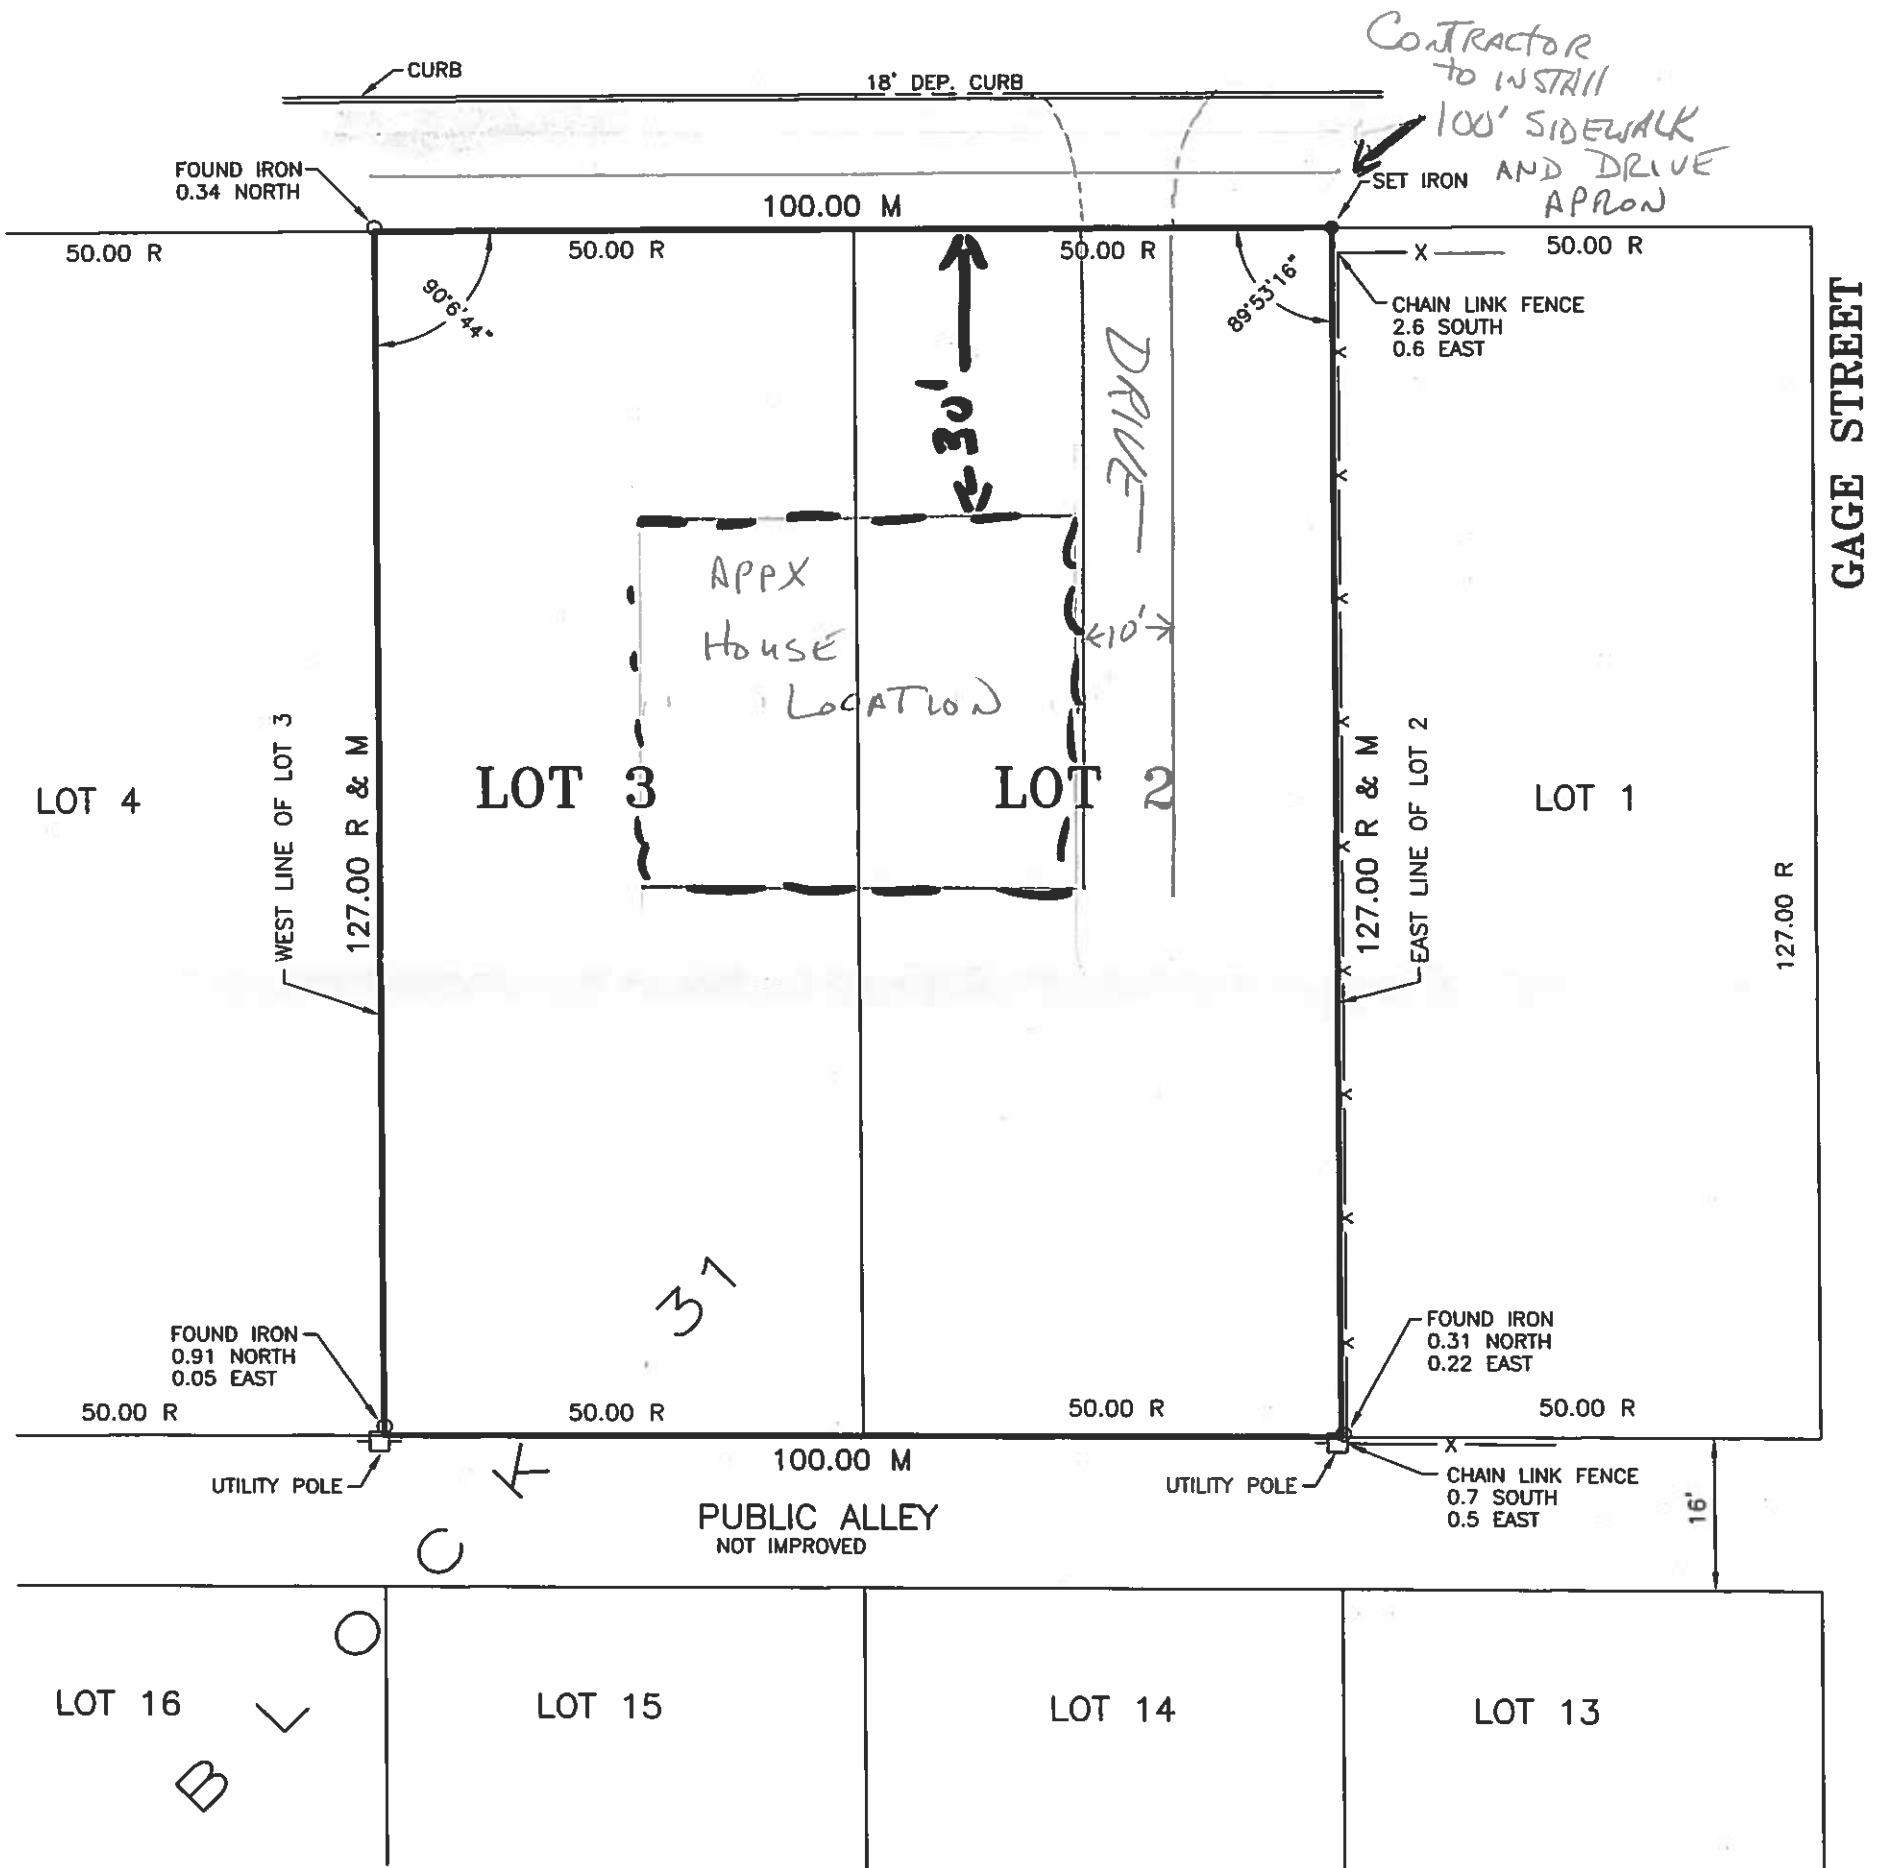 CONTRACTOR
to INSTAll
100' SIDEWALK
AND DRIVE
APRON
CURB
18' DEP. CURB
FOUND IRON
0.34 NORTH
SET IRON
100.00 M
50.00 R
50.00 R
50.00 R
50.00 R
90°6'44"
89°53'16"
CHAIN LINK FENCE
2.6 SOUTH
0.6 EAST
X
GAGE STREET
30'
DRIVE
APPX
HOUSE
LOCATION
10'
LOT 4
WEST LINE OF LOT 3
127.00 R & M
LOT 3
LOT 2
127.00 R & M
EAST LINE OF LOT 2
LOT 1
127.00 R
FOUND IRON
0.91 NORTH
0.05 EAST
FOUND IRON
0.31 NORTH
0.22 EAST
50.00 R
50.00 R
50.00 R
50.00 R
100.00 M
UTILITY POLE
UTILITY POLE
X
CHAIN LINK FENCE
0.7 SOUTH
0.5 EAST
PUBLIC ALLEY
NOT IMPROVED
16'
BLOCK 31
LOT 16
LOT 15
LOT 14
LOT 13